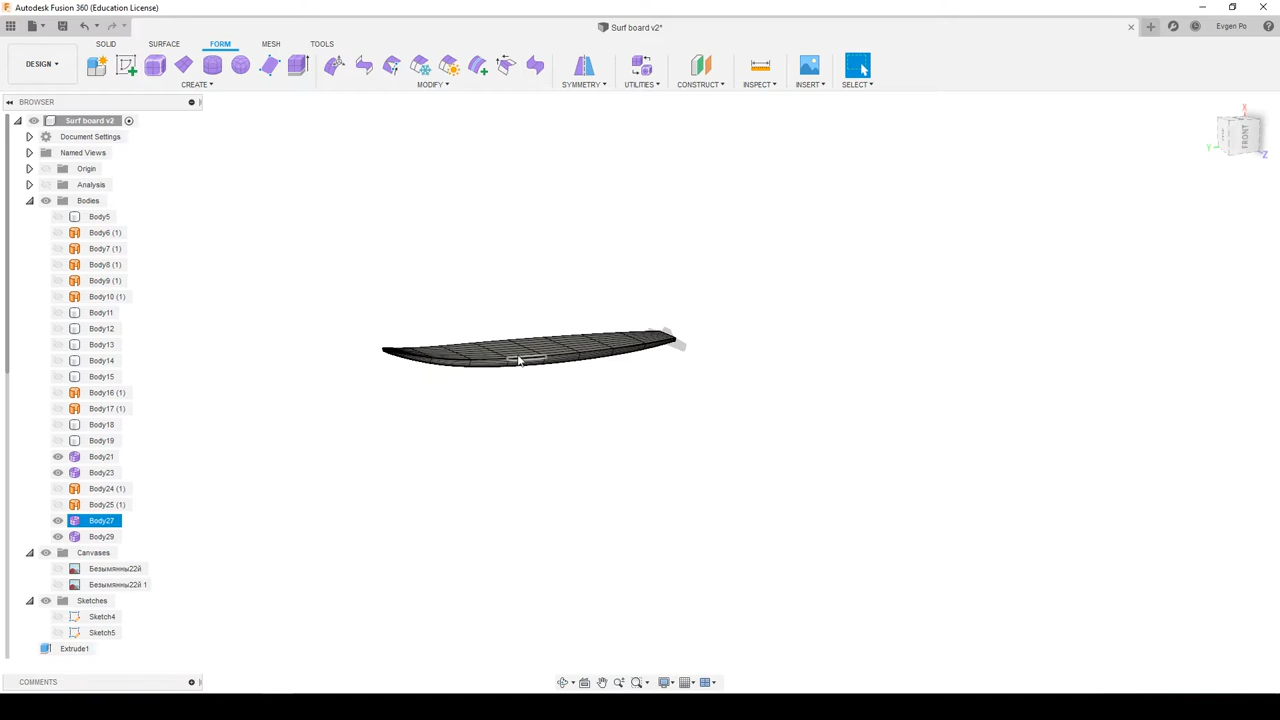 Autodesk Fusion 360 (Education License)
Surf board v2*
Evgen Po
DESIGN
SOLID SURFACE FORM MESH TOOLS
CREATE MODIFY SYMMETRY UTILITIES CONSTRUCT INSPECT INSERT SELECT
BROWSER
Surf board v2
Document Settings
Named Views
Origin
Analysis
Bodies
Body5
Body6 (1)
Body7 (1)
Body8 (1)
Body9 (1)
Body10 (1)
Body11
Body12
Body13
Body14
Body15
Body16 (1)
Body17 (1)
Body18
Body19
Body21
Body23
Body24 (1)
Body25 (1)
Body27
Body29
Canvases
Безымянны22й
Безымянны22й 1
Sketches
Sketch4
Sketch5
Extrude1
COMMENTS
X
FRONT
Y
Z